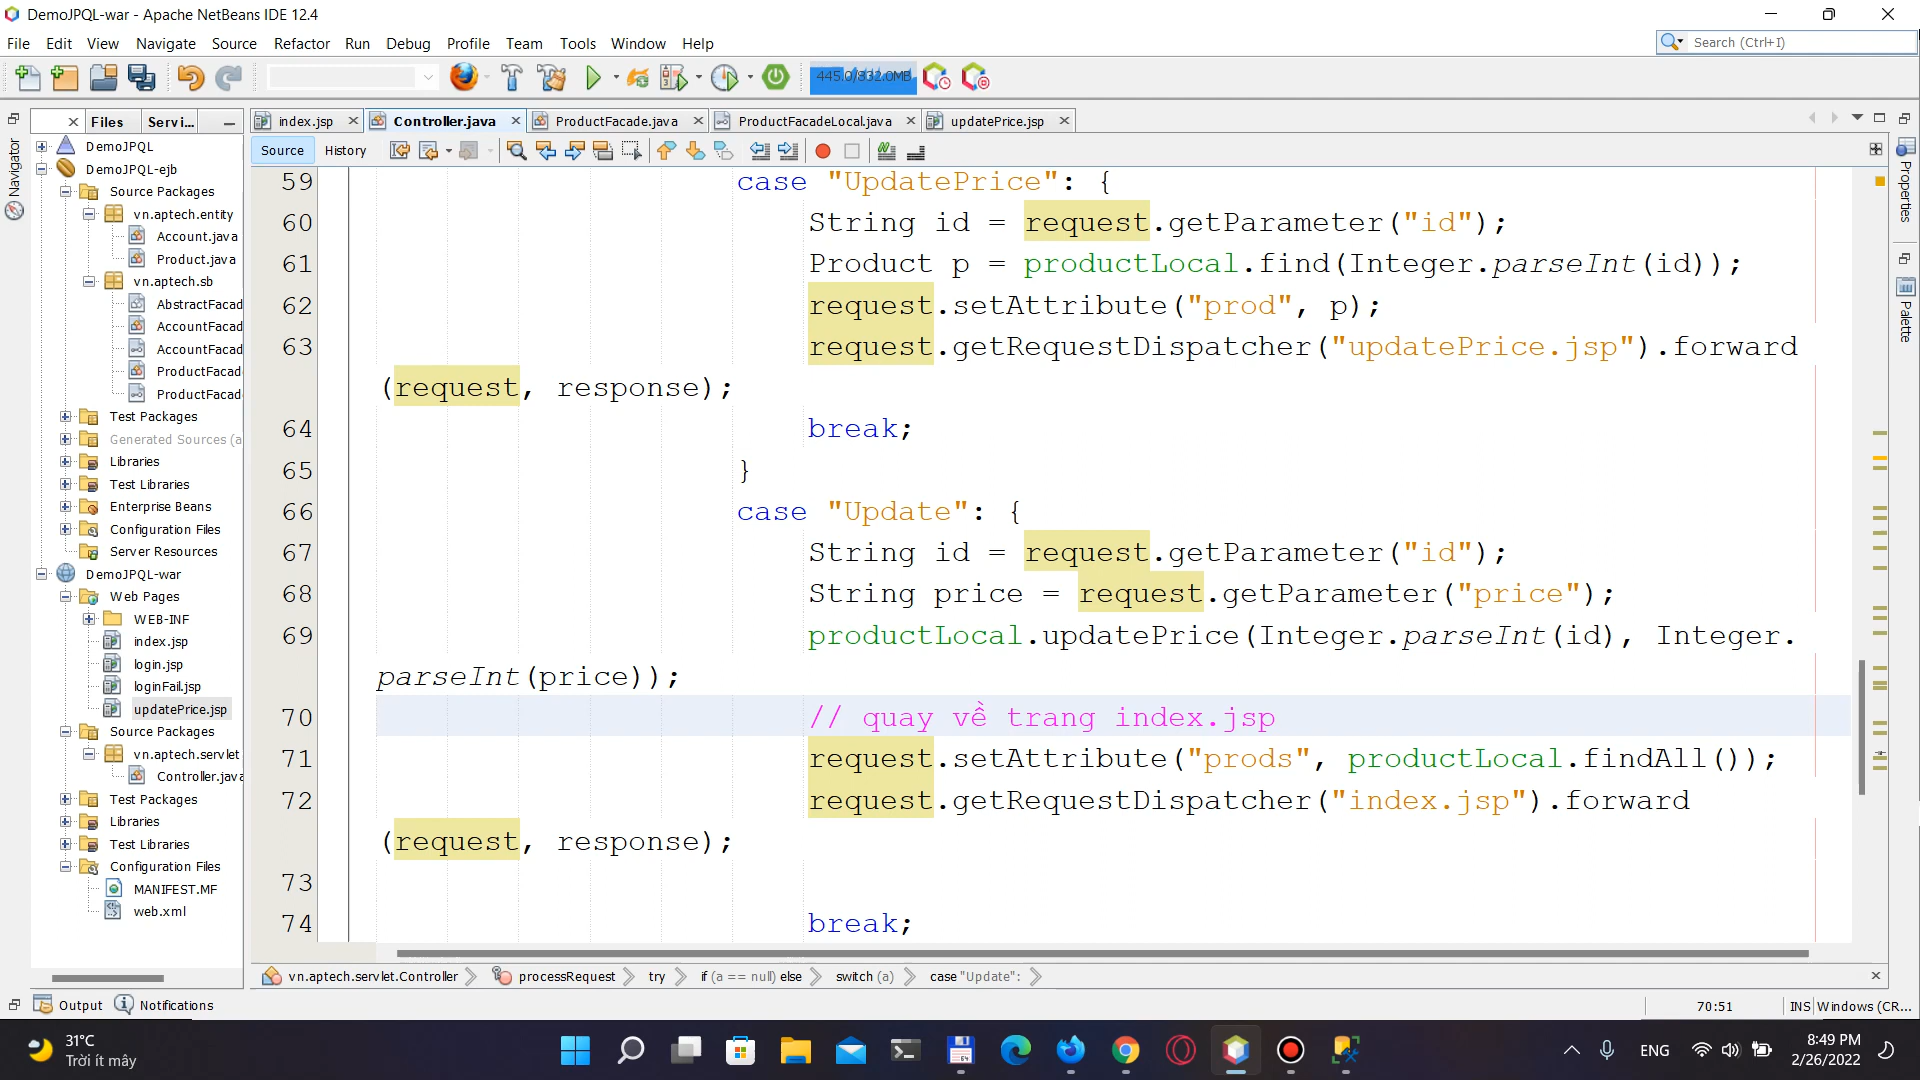 DemoJPQL-war - Apache NetBeans IDE 12.4
File Edit View Navigate Source Refactor Run Debug Profile Team Tools Window Help
Search (Ctrl+I)
445.0/832.0MB
Files Servi...
index.jsp Controller.java ProductFacade.java ProductFacadeLocal.java updatePrice.jsp
Source History
Navigator
Properties
Palette
DemoJPQL
DemoJPQL-ejb
Source Packages
vn.aptech.entity
Account.java
Product.java
vn.aptech.sb
AbstractFacad
AccountFacad
AccountFacad
ProductFacad
ProductFacad
Test Packages
Generated Sources (a
Libraries
Test Libraries
Enterprise Beans
Configuration Files
Server Resources
DemoJPQL-war
Web Pages
WEB-INF
index.jsp
login.jsp
loginFail.jsp
updatePrice.jsp
Source Packages
vn.aptech.servlet
Controller.java
Test Packages
Libraries
Test Libraries
Configuration Files
MANIFEST.MF
web.xml
59 case "UpdatePrice": {
60 String id = request.getParameter("id");
61 Product p = productLocal.find(Integer.parseInt(id));
62 request.setAttribute("prod", p);
63 request.getRequestDispatcher("updatePrice.jsp").forward
(request, response);
64 break;
65 }
66 case "Update": {
67 String id = request.getParameter("id");
68 String price = request.getParameter("price");
69 productLocal.updatePrice(Integer.parseInt(id), Integer.
parseInt(price));
70 // quay về trang index.jsp
71 request.setAttribute("prods", productLocal.findAll());
72 request.getRequestDispatcher("index.jsp").forward
(request, response);
73
74 break;
vn.aptech.servlet.Controller processRequest try if (a == null) else switch (a) case "Update":
Output Notifications
70:51 INS Windows (CR...
31°C
Trời ít mây
64
ENG
8:49 PM
2/26/2022